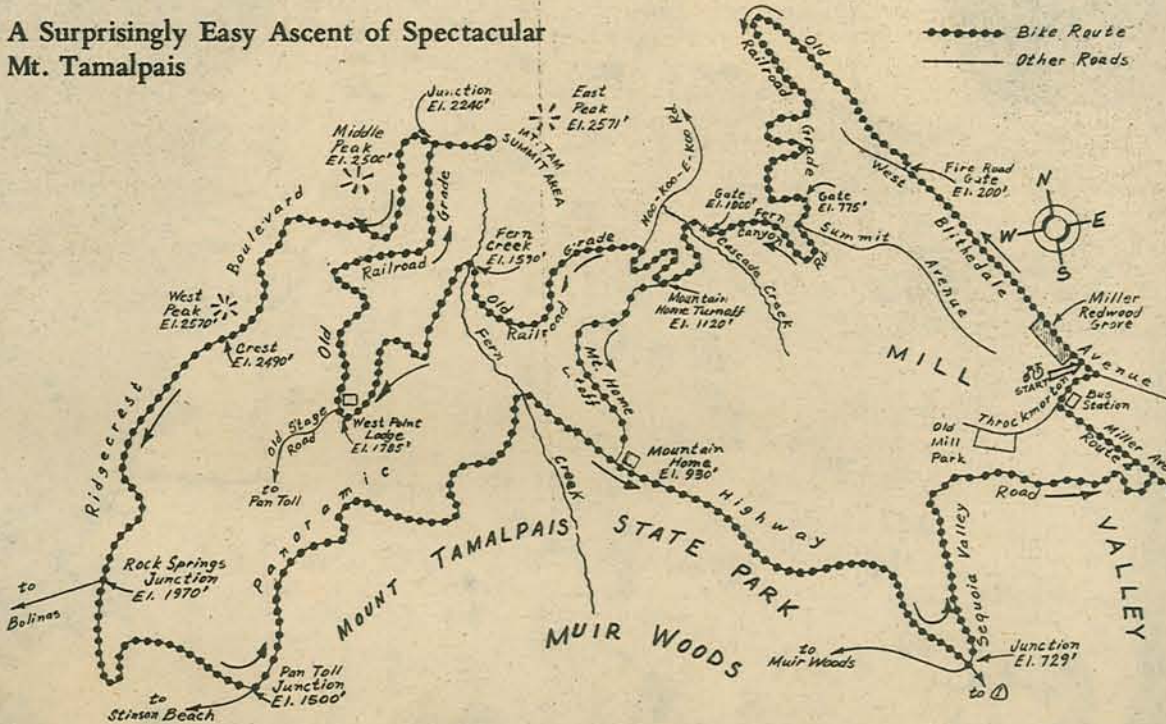 A Surprisingly Easy Ascent of Spectacular
Mt. Tamalpais
Bike Route
Other Roads
Junction
El. 2240'
East
Peak
El. 2571'
MT. TAM
SUMMIT AREA
Middle
Peak
El. 2500'
Old
Railroad
Grade
Hoo-Koo-E-Koo
Rd.
West
Fire Road
Gate
El. 200'
Blithedale
Avenue
N
W
E
S
Gate
El. 1000'
Gate
El. 775'
Fern
Canyon
Rd
Summit
Avenue
Cascade
Creek
Boulevard
Grade
Railroad
Old
Fern
Creek
El. 1590'
Grade
Old
Railroad
West
Peak
El. 2570'
Crest
El. 2490'
Mountain
Home Turnoff
El. 1120'
Mt. Home
Miller
Redwood
Grove
START
Bus
Station
Throckmorton
Old
Mill
Park
Miller Ave
Route
MILL
VALLEY
Fern
Creek
Old Stage
Road
to
Pan Toll
West Point
Lodge
El. 1785'
Ridgecrest
Mountain
Home
El. 930'
Panoramic
Highway
Road
Sequoia Valley
MOUNT TAMALPAIS STATE PARK
MUIR WOODS
to
Bolinas
Rock Springs
Junction
El. 1970'
to
Stinson Beach
Pan Toll
Junction
El. 1500'
to
Muir Woods
Junction
El. 729'
to ①